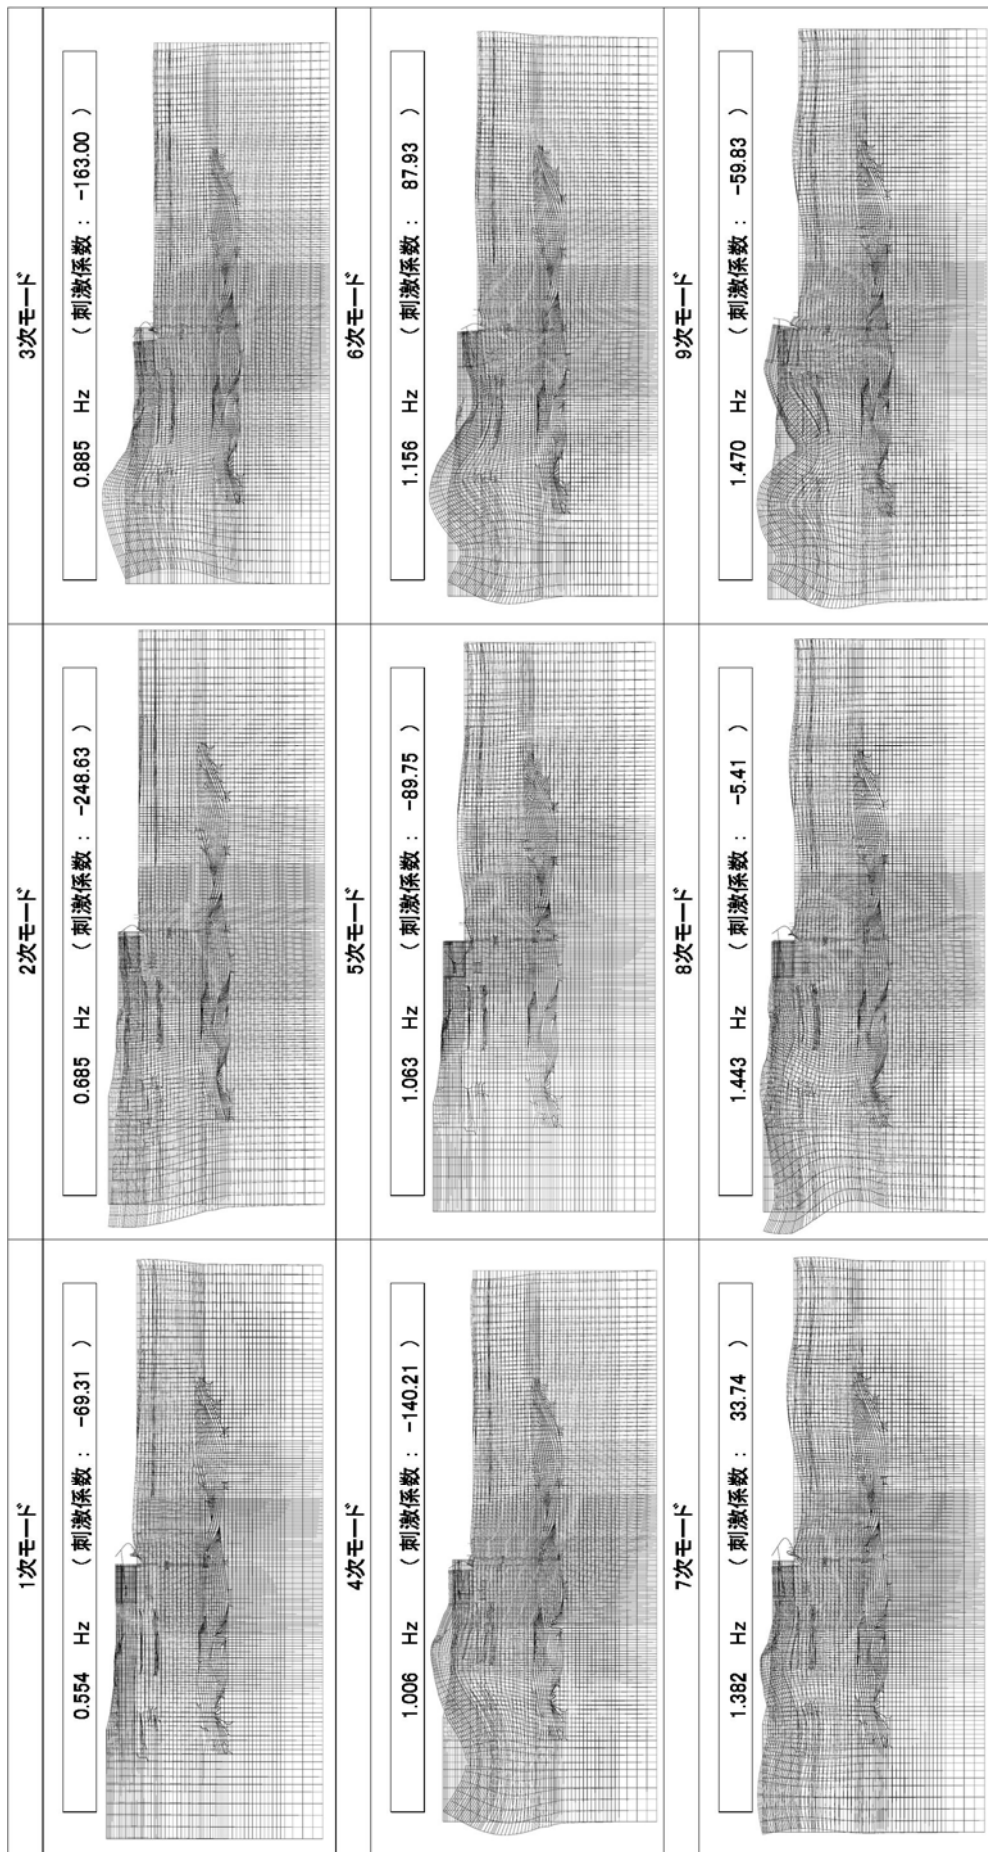 1次モード
0.554 Hz ( 刺激係数 : -69.31 )
2次モード
0.685 Hz ( 刺激係数 : -248.63 )
3次モード
0.885 Hz ( 刺激係数 : -163.00 )
4次モード
1.006 Hz ( 刺激係数 : -140.21 )
5次モード
1.063 Hz ( 刺激係数 : -89.75 )
6次モード
1.156 Hz ( 刺激係数 : 87.93 )
7次モード
1.382 Hz ( 刺激係数 : 33.74 )
8次モード
1.443 Hz ( 刺激係数 : -5.41 )
9次モード
1.470 Hz ( 刺激係数 : -59.83 )